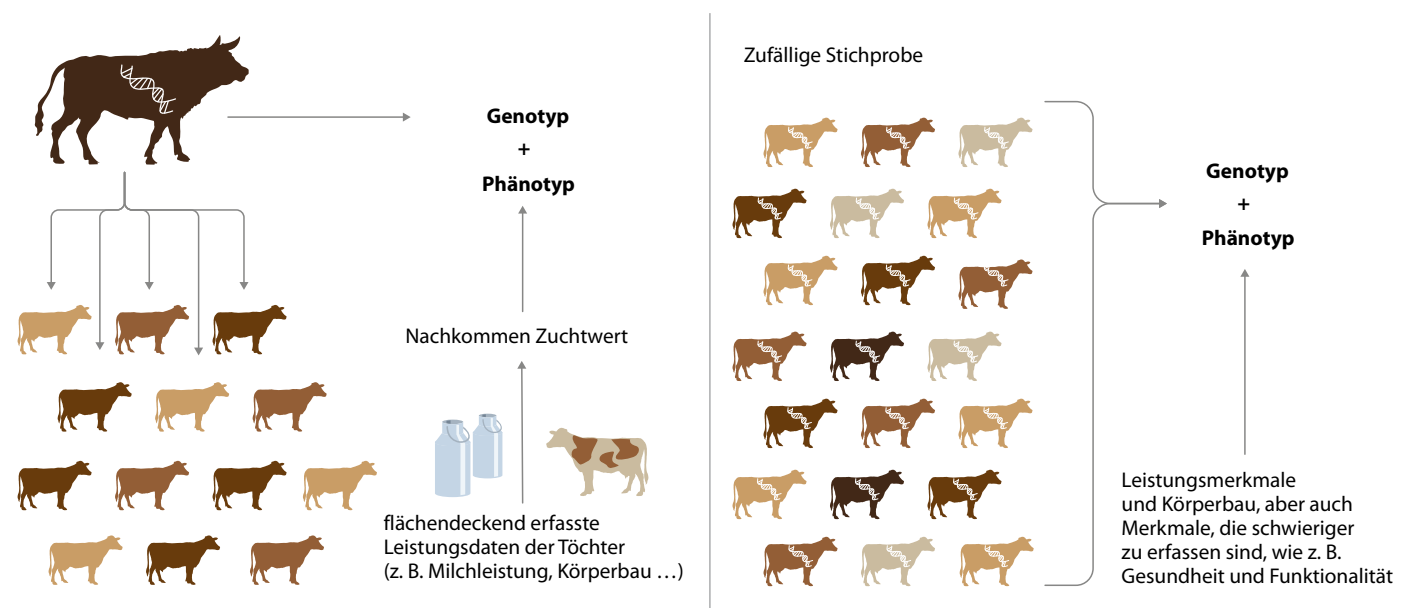 Genotyp
+
Phänotyp
Nachkommen Zuchtwert
flächendeckend erfasste
Leistungsdaten der Töchter
(z. B. Milchleistung, Körperbau …)
Zufällige Stichprobe
Genotyp
+
Phänotyp
Leistungsmerkmale
und Körperbau, aber auch
Merkmale, die schwieriger
zu erfassen sind, wie z. B.
Gesundheit und Funktionalität